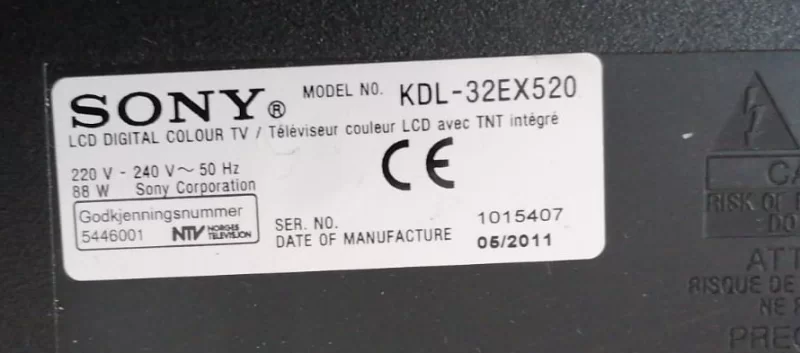 SONY® MODEL NO. KDL-32EX520
LCD DIGITAL COLOUR TV / Téléviseur couleur LCD avec TNT intégré
220 V - 240 V～ 50 Hz
88 W Sony Corporation
CE
Godkjenningsnummer
5446001 NTV NORGES TELEVISJON
SER. NO. 1015407
DATE OF MANUFACTURE 05/2011
RISK OF
DO
ATT
RISQUE DE
NE